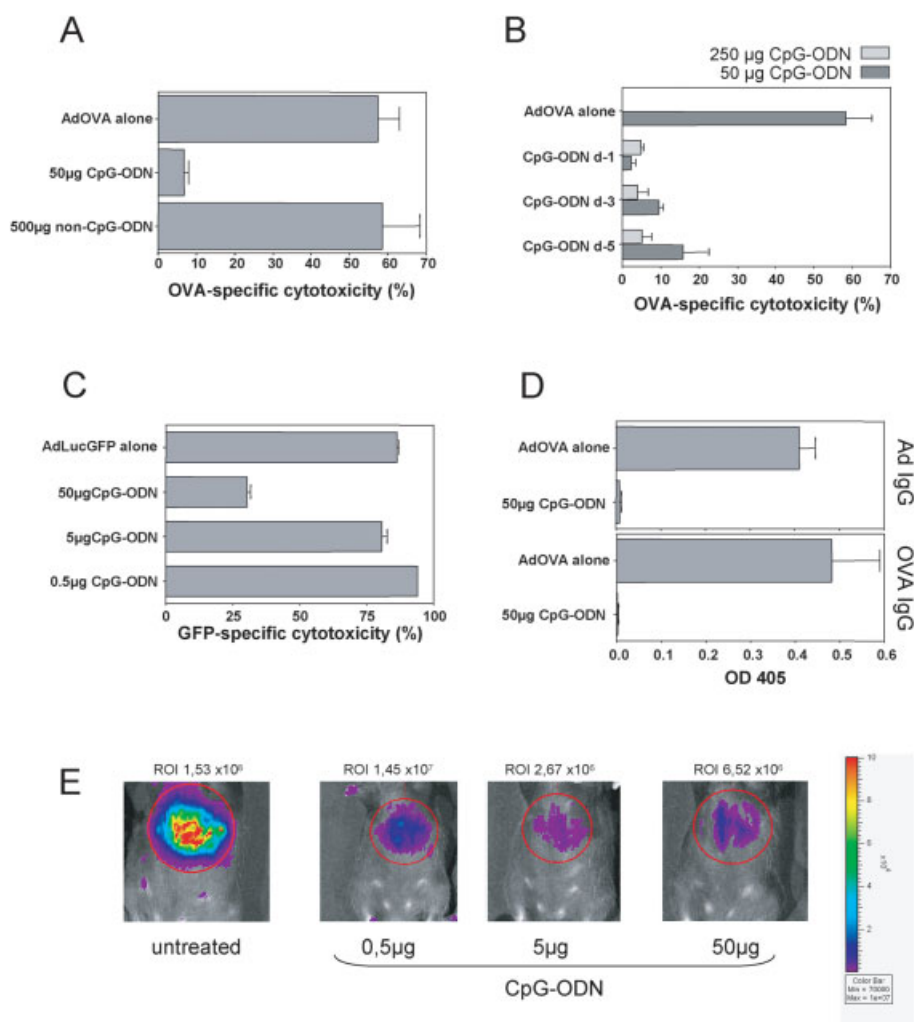 A
AdOVA alone
50µg CpG-ODN
500µg non-CpG-ODN
0 10 20 30 40 50 60 70
OVA-specific cytotoxicity (%)
B
250 µg CpG-ODN
50 µg CpG-ODN
AdOVA alone
CpG-ODN d-1
CpG-ODN d-3
CpG-ODN d-5
0 10 20 30 40 50 60 70
OVA-specific cytotoxicity (%)
C
AdLucGFP alone
50µgCpG-ODN
5µgCpG-ODN
0.5µg CpG-ODN
0 25 50 75 100
GFP-specific cytotoxicity (%)
D
AdOVA alone
50µg CpG-ODN
Ad IgG
AdOVA alone
50µg CpG-ODN
OVA IgG
0.0 0.1 0.2 0.3 0.4 0.5 0.6
OD 405
E
ROI 1,53 x10⁸
ROI 1,45 x10⁷
ROI 2,67 x10⁶
ROI 6,52 x10⁶
untreated
0,5µg
5µg
50µg
CpG-ODN
10
8
6
x10⁶
4
2
Color Bar
Min = 70000
Max = 1e+07